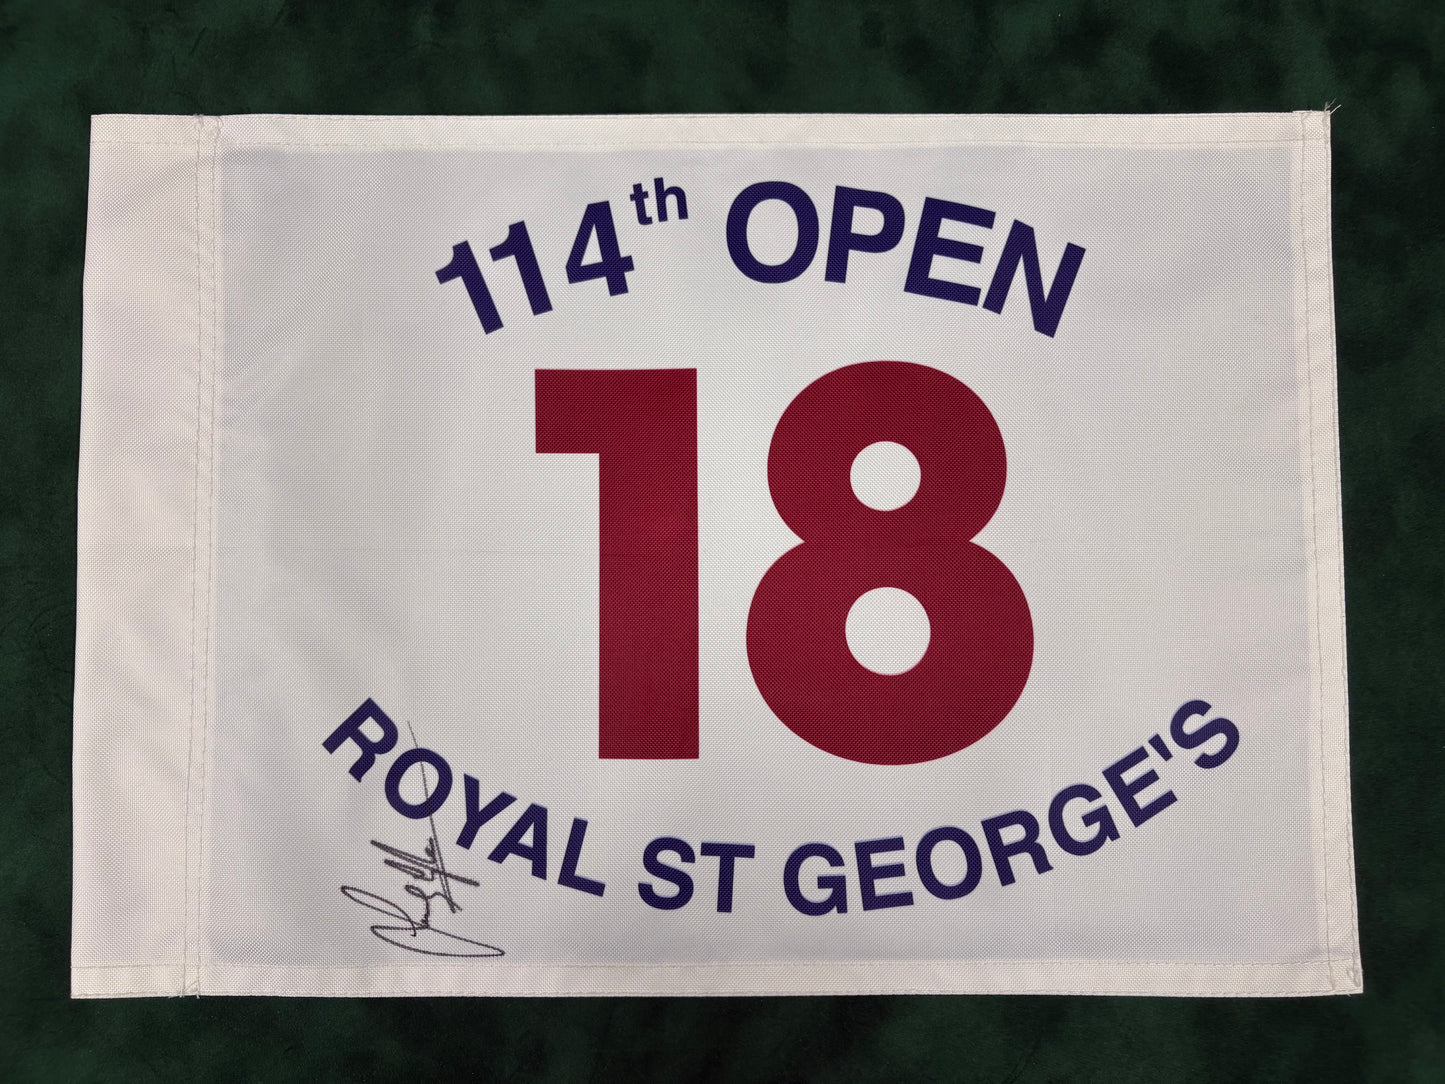 114th OPEN
18
ROYAL ST GEORGE'S